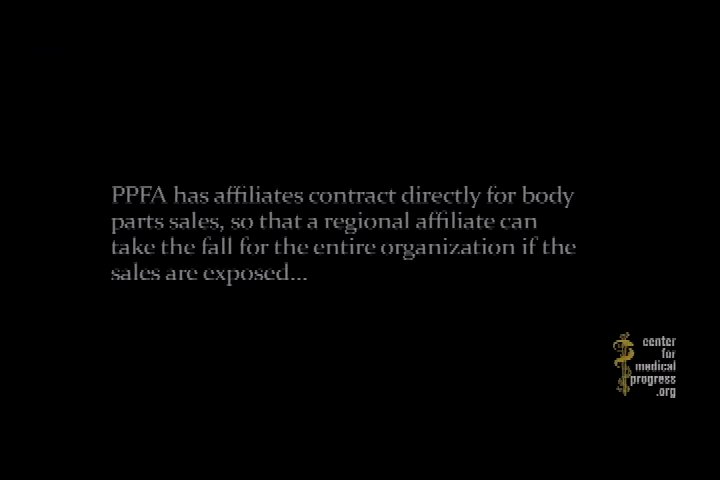 PPFA has affiliates contract directly for body
parts sales, so that a regional affiliate can
take the fall for the entire organization if the
sales are exposed...
center
for
medical
progress
.org